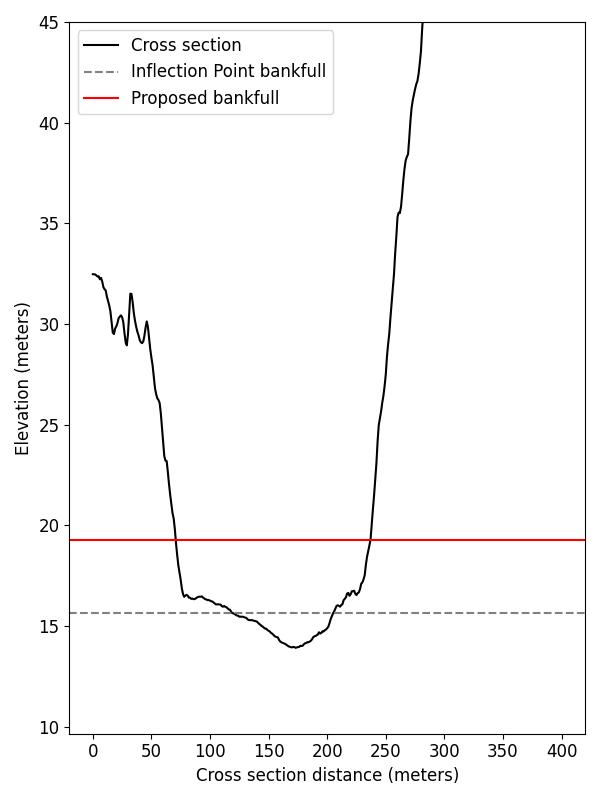 45
40
35
30
25
20
15
10
Elevation (meters)
Cross section
Inflection Point bankfull
Proposed bankfull
0 50 100 150 200 250 300 350 400
Cross section distance (meters)